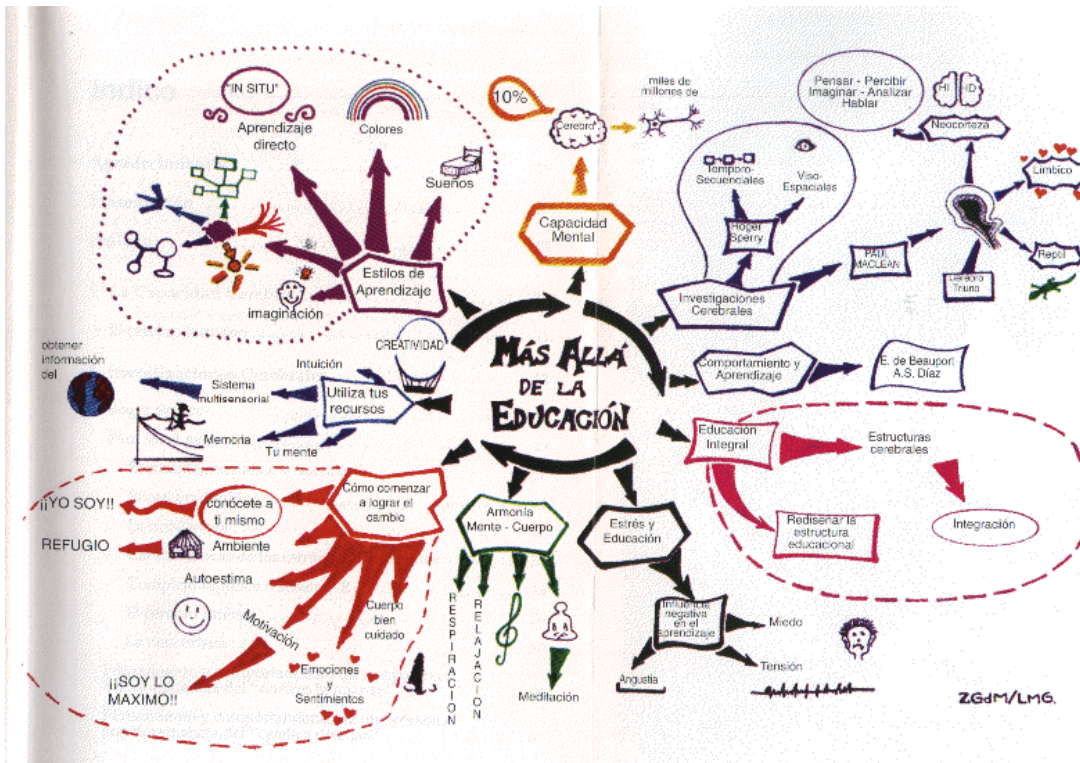 MÁS ALLÁ
DE LA
EDUCACIÓN
Capacidad
Mental
10%
Cerebro
miles de
millones de
Investigaciones
Cerebrales
Roger
Sperry
Temporo-
Secuenciales
Viso-
Espaciales
PAUL
MACLEAN
Cerebro
Triuno
Neocorteza
HI
HD
Pensar - Percibir
Imaginar - Analizar
Hablar
Límbico
Reptil
Comportamiento y
Aprendizaje
E. de Beauport
A.S. Díaz
Educación
Integral
Estructuras
cerebrales
Integración
Rediseñar la
estructura
educacional
Estrés y
Educación
Influencia
negativa
en el
aprendizaje
Miedo
Tensión
Angustia
Armonía
Mente - Cuerpo
RESPIRACION
RELAJACION
Meditación
Cómo comenzar
a lograr el
cambio
conócete a
ti mismo
¡¡YO SOY!!
Ambiente
REFUGIO
Autoestima
Motivación
¡¡SOY LO
MAXIMO!!
Emociones
y
Sentimientos
Cuerpo
bien
cuidado
Utiliza tus
recursos
CREATIVIDAD
Intuición
Sistema
multisensorial
obtener
información
del
Memoria
Tu mente
Estilos de
Aprendizaje
"IN SITU"
Aprendizaje
directo
Colores
Sueños
imaginación
ZGdM/LMG.